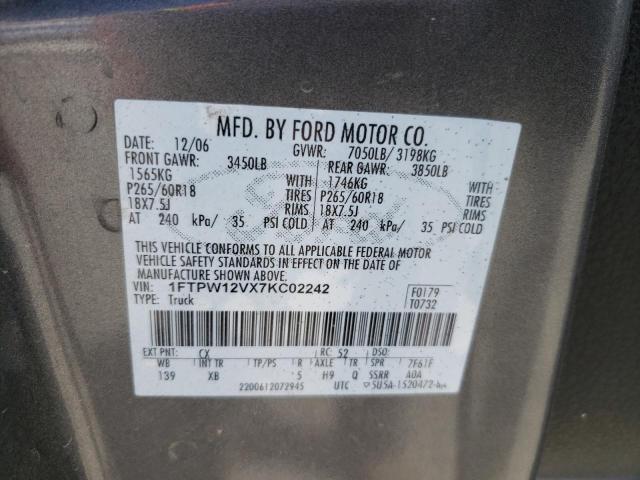 MFD. BY FORD MOTOR CO.
DATE: 12/06 GVWR: 7050LB/ 3198KG
FRONT GAWR: 3450LB REAR GAWR: 3850LB
1565KG WITH 1746KG WITH
P265/60R18 TIRES P265/60R18 TIRES
18X7.5J RIMS 18X7.5J RIMS
AT 240 kPa/ 35 PSI COLD AT 240 kPa/ 35 PSI COLD
THIS VEHICLE CONFORMS TO ALL APPLICABLE FEDERAL MOTOR
VEHICLE SAFETY STANDARDS IN EFFECT ON THE DATE OF
MANUFACTURE SHOWN ABOVE.
VIN: 1FTPW12VX7KC02242 F0179
TYPE: Truck T0732
EXT PNT: CX RC: 52 DSO:
WB INT TR TP/PS R AXLE TR SPR 7F61F
139 XB 5 H9 Q SSRR A0A
2200612072945 UTC